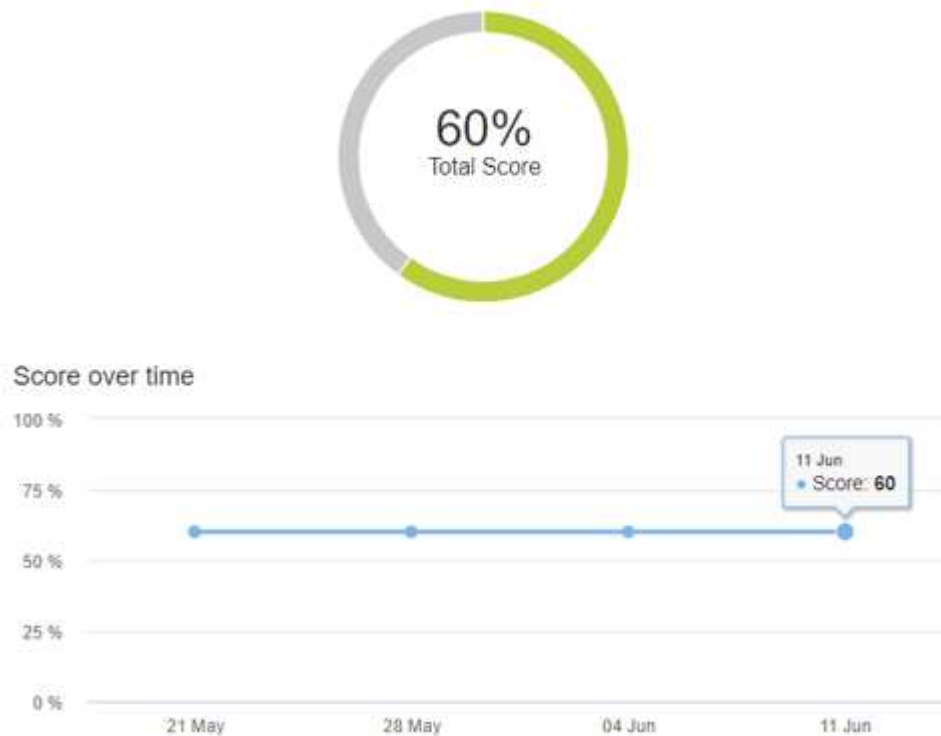 60%
Total Score
Score over time
100 %
75 %
50 %
25 %
0 %
11 Jun
• Score: 60
21 May
28 May
04 Jun
11 Jun